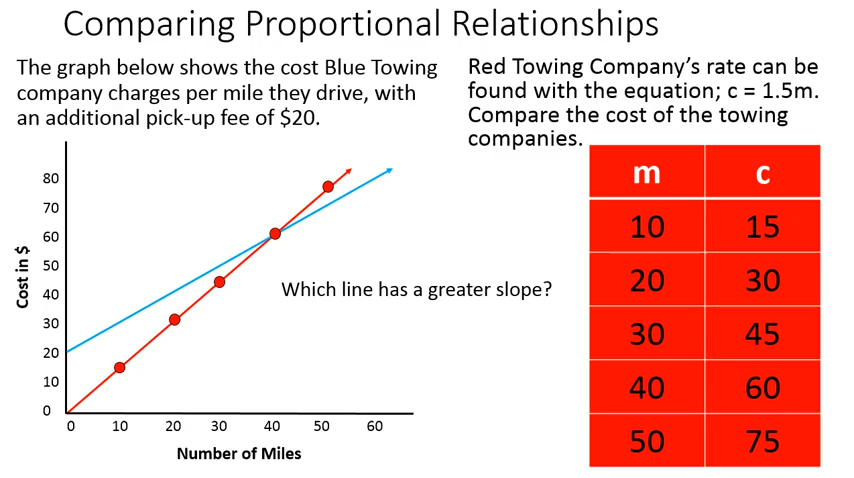 Comparing Proportional Relationships
The graph below shows the cost Blue Towing
company charges per mile they drive, with
an additional pick-up fee of $20.
Red Towing Company’s rate can be
found with the equation; c = 1.5m.
Compare the cost of the towing
companies.
80
70
60
50
40
30
20
10
0
Cost in $
0 10 20 30 40 50 60
Number of Miles
Which line has a greater slope?
m c
10 15
20 30
30 45
40 60
50 75